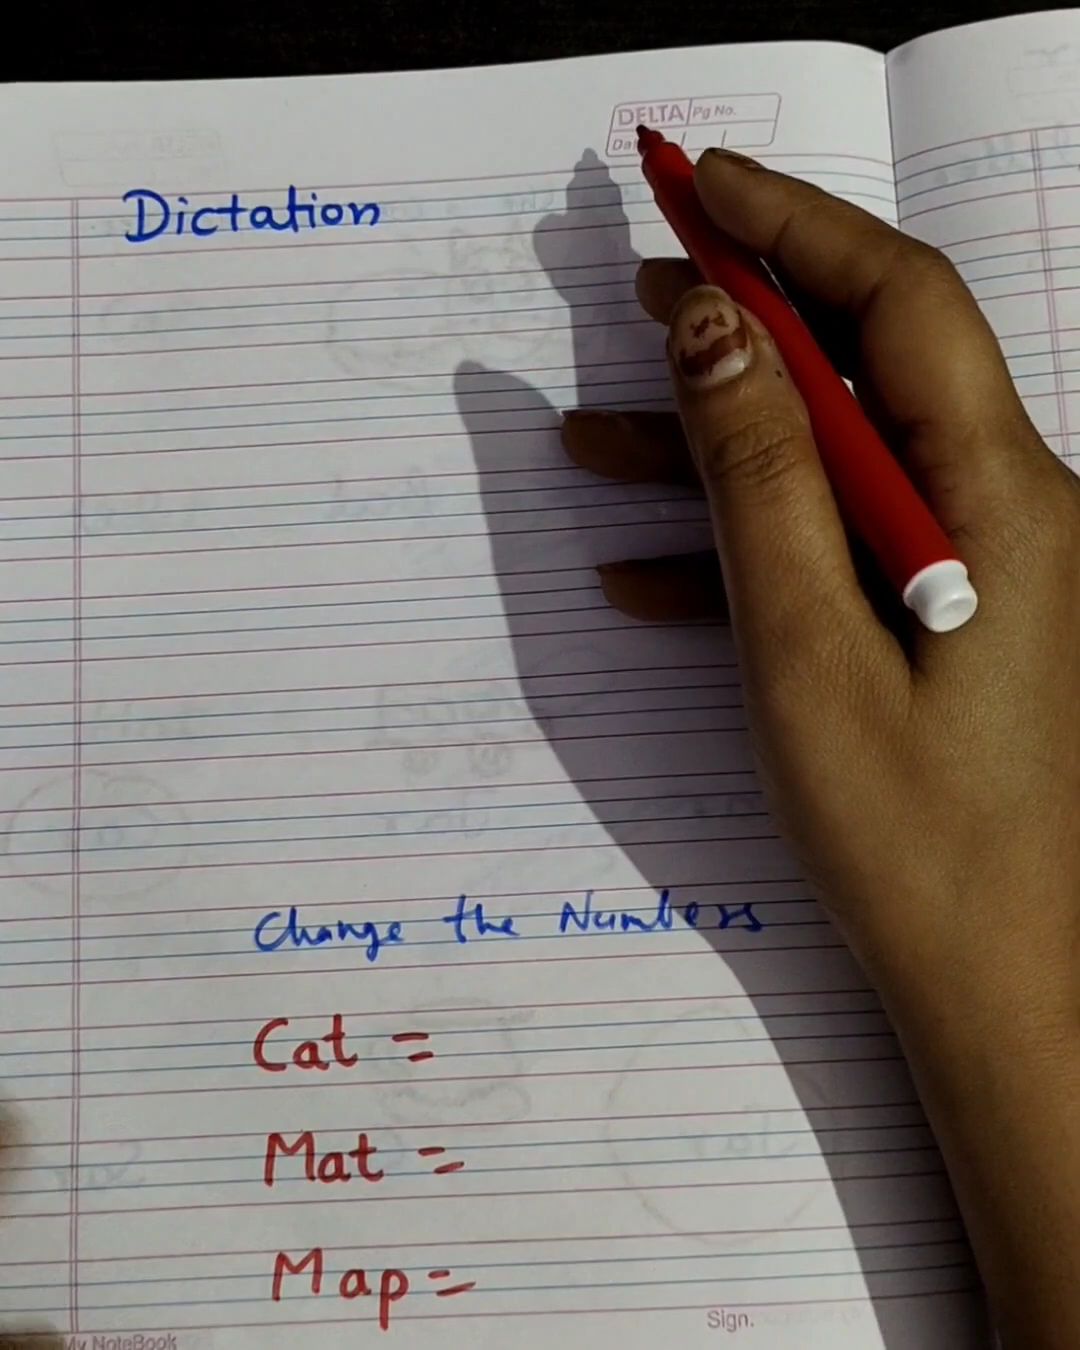 DELTA Pg No.
Dictation
Change the Numbers
Cat =
Mat =
Map =
Sign.
My NoteBook